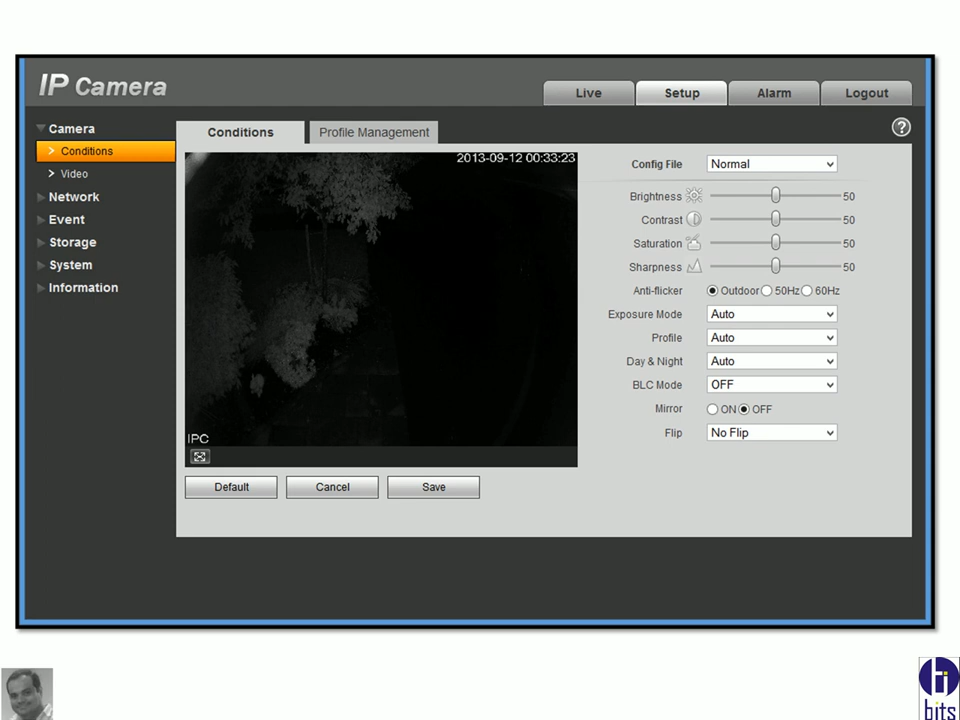 IP Camera
Live
Setup
Alarm
Logout
Camera
Conditions
Video
Network
Event
Storage
System
Information
Conditions
Profile Management
?
2013-09-12 00:33:23
IPC
Config File Normal
Brightness 50
Contrast 50
Saturation 50
Sharpness 50
Anti-flicker Outdoor 50Hz 60Hz
Exposure Mode Auto
Profile Auto
Day & Night Auto
BLC Mode OFF
Mirror ON OFF
Flip No Flip
Default
Cancel
Save
bits